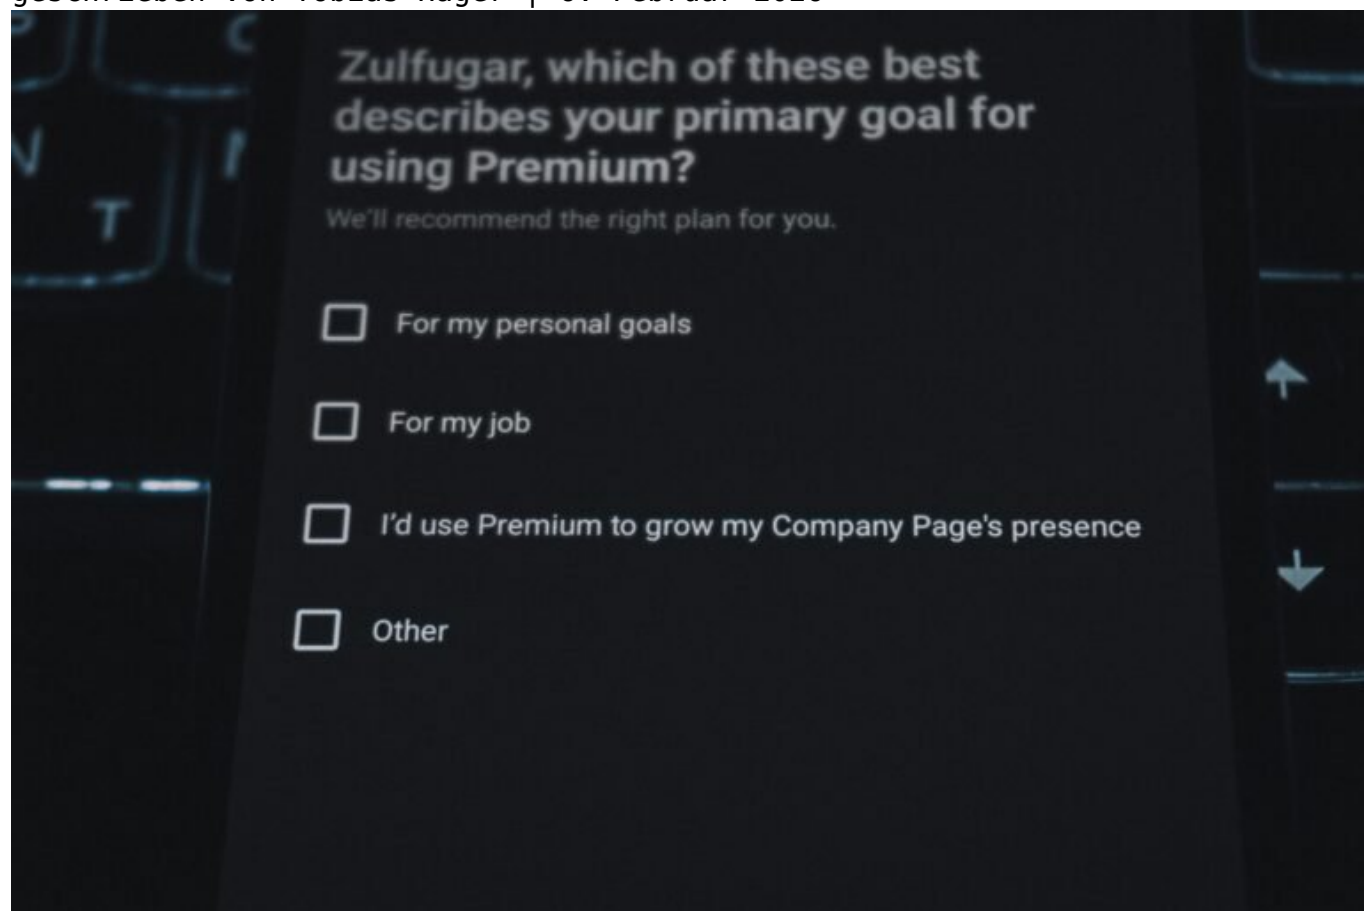 Zulfugar, which of these best
describes your primary goal for
using Premium?
We'll recommend the right plan for you.
For my personal goals
For my job
I'd use Premium to grow my Company Page's presence
Other
T